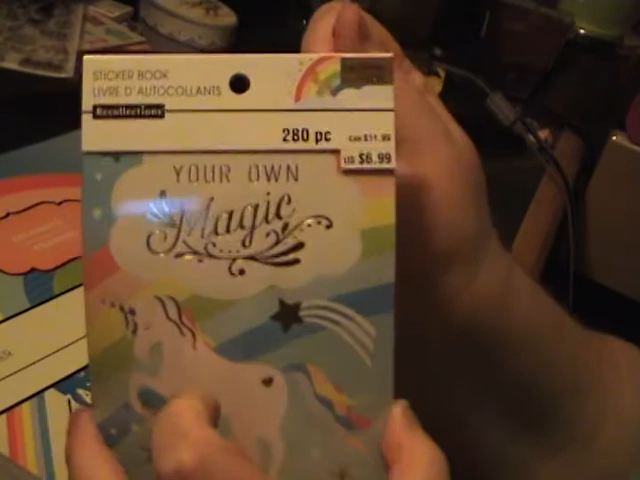 STICKER BOOK
LIVRE D'AUTOCOLLANTS
Recollections
280 pc
CAN $11.99
US $6.99
YOUR OWN
Magic